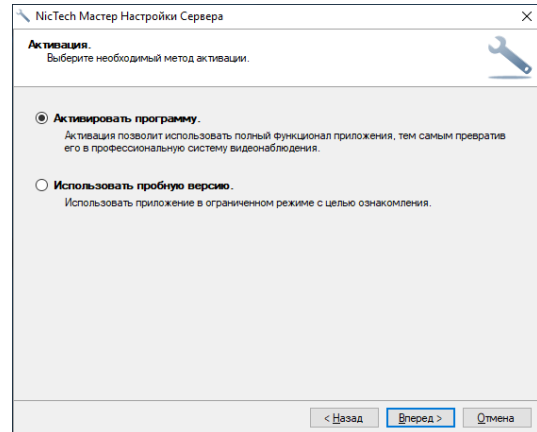 NicTech Мастер Настройки Сервера
Активация.
Выберите необходимый метод активации.
Активировать программу.
Активация позволит использовать полный функционал приложения, тем самым превратив
его в профессиональную систему видеонаблюдения.
Использовать пробную версию.
Использовать приложение в ограниченном режиме с целью ознакомления.
< Назад
Вперед >
Отмена